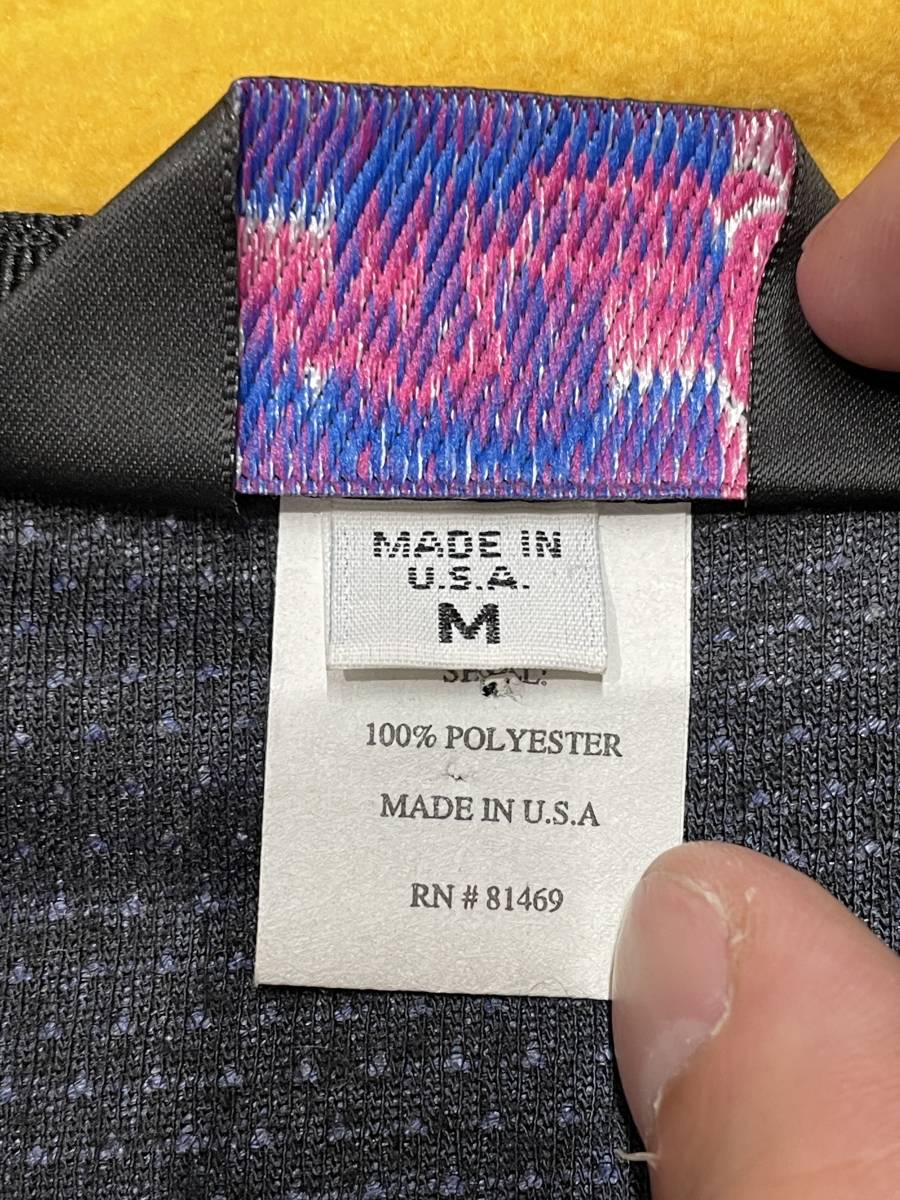 MADE IN
U.S.A.
M
100% POLYESTER
MADE IN U.S.A
RN # 81469